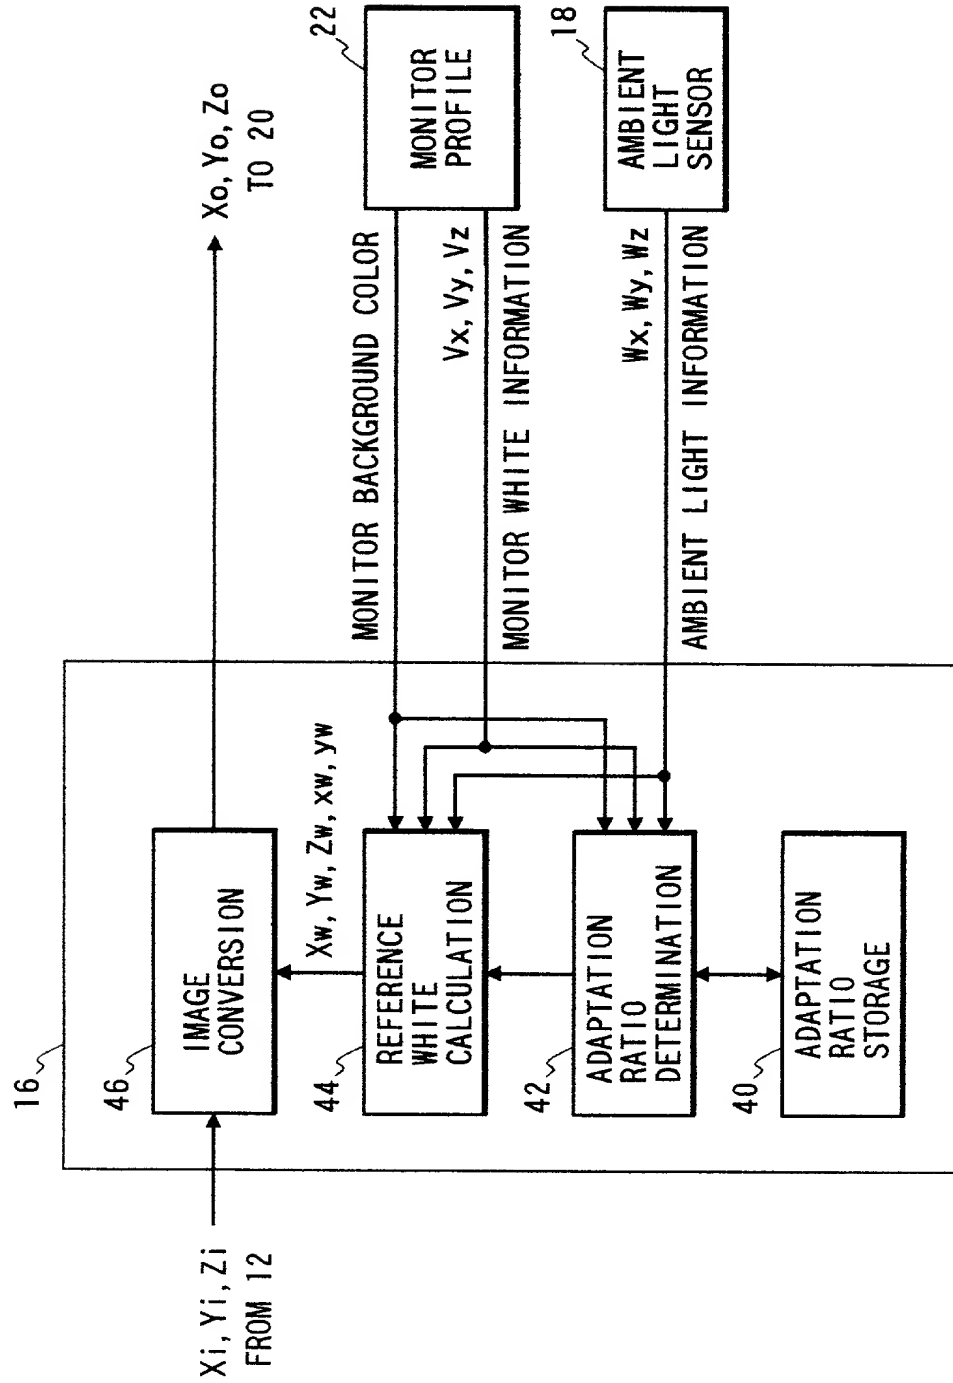 16
46
IMAGE
CONVERSION
Xi, Yi, Zi
FROM 12
Xo, Yo, Zo
TO 20
Xw, Yw, Zw, xw, yw
44
REFERENCE
WHITE
CALCULATION
MONITOR BACKGROUND COLOR
22
MONITOR
PROFILE
Vx, Vy, Vz
MONITOR WHITE INFORMATION
42
ADAPTATION
RATIO
DETERMINATION
Wx, Wy, Wz
AMBIENT LIGHT INFORMATION
18
AMBIENT
LIGHT
SENSOR
40
ADAPTATION
RATIO
STORAGE